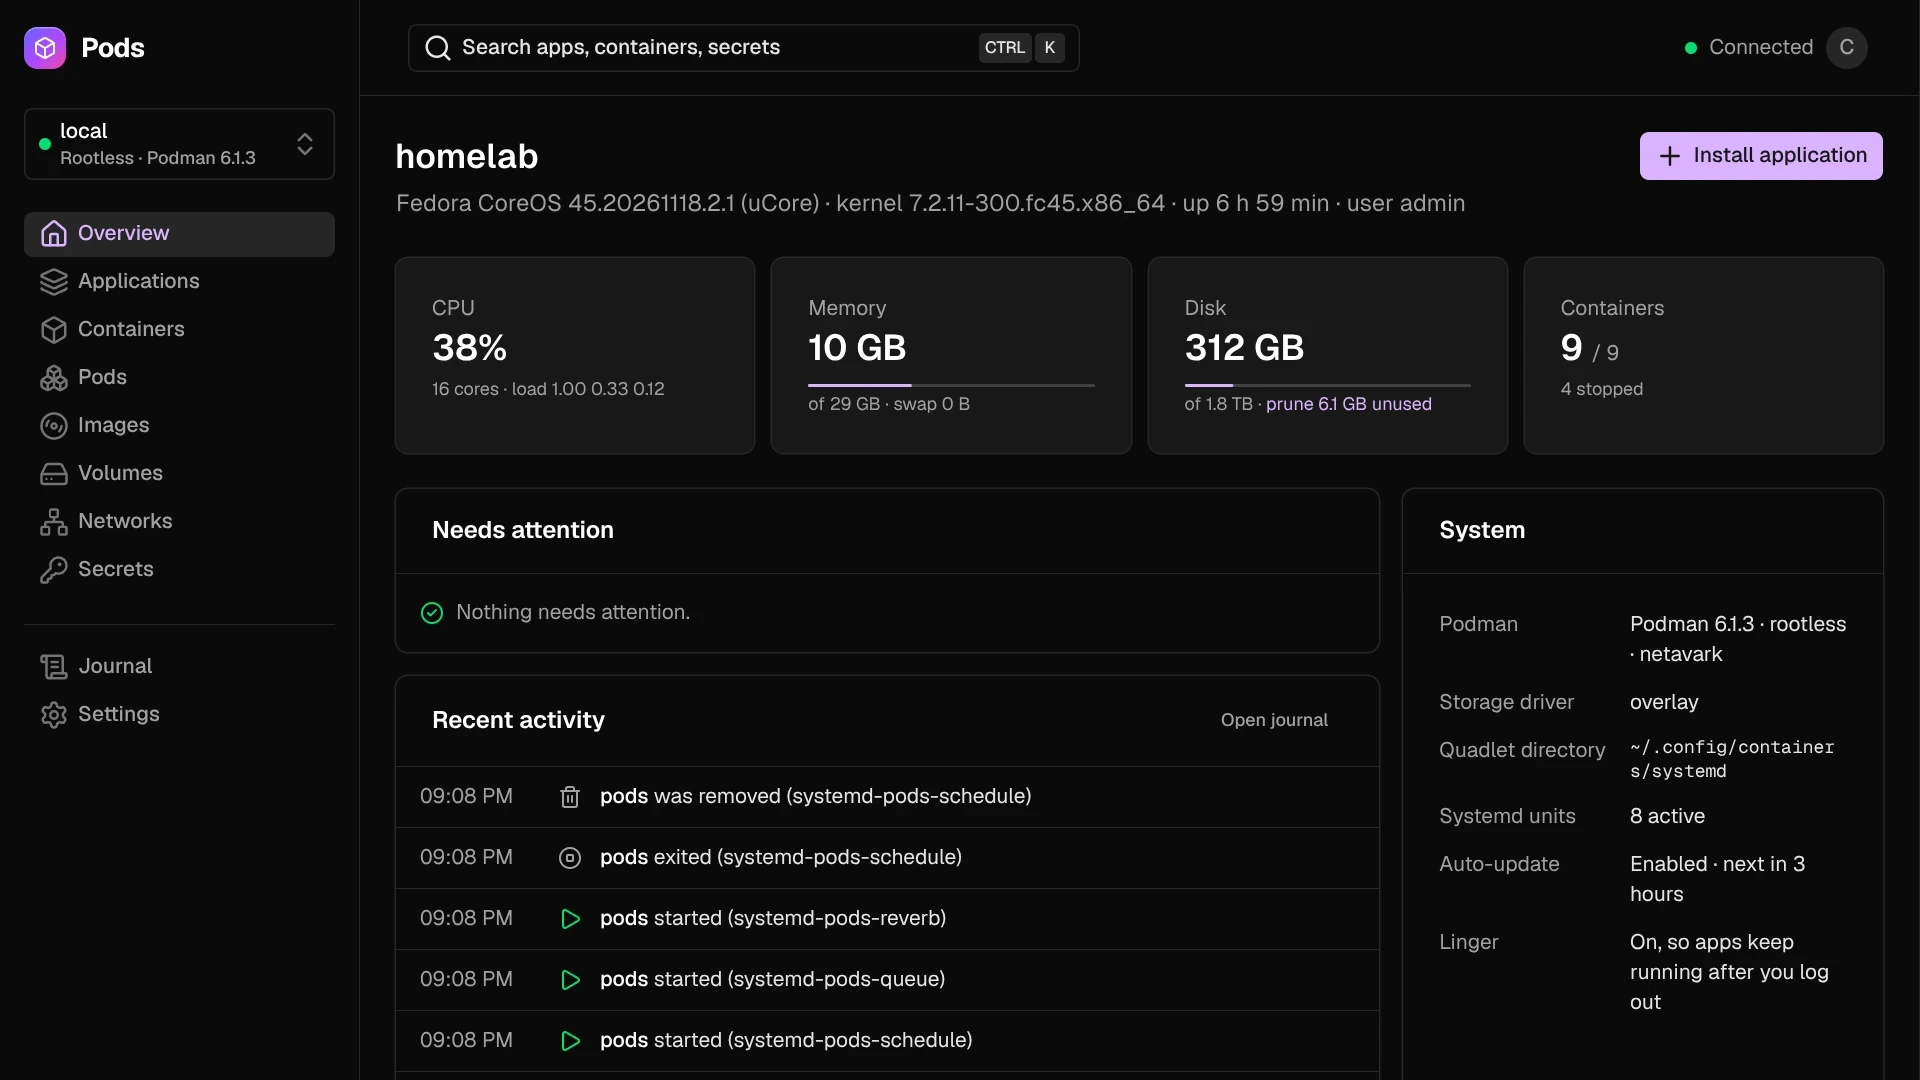 Pods
Search apps, containers, secrets
CTRL K
Connected
C
local
Rootless · Podman 6.1.3
Overview
Applications
Containers
Pods
Images
Volumes
Networks
Secrets
Journal
Settings
homelab
Install application
Fedora CoreOS 45.20261118.2.1 (uCore) · kernel 7.2.11-300.fc45.x86_64 · up 6 h 59 min · user admin
CPU
38%
16 cores · load 1.00 0.33 0.12
Memory
10 GB
of 29 GB · swap 0 B
Disk
312 GB
of 1.8 TB · prune 6.1 GB unused
Containers
9 / 9
4 stopped
Needs attention
Nothing needs attention.
Recent activity
Open journal
09:08 PM pods was removed (systemd-pods-schedule)
09:08 PM pods exited (systemd-pods-schedule)
09:08 PM pods started (systemd-pods-reverb)
09:08 PM pods started (systemd-pods-queue)
09:08 PM pods started (systemd-pods-schedule)
System
Podman Podman 6.1.3 · rootless
· netavark
Storage driver overlay
Quadlet directory ~/.config/container
s/systemd
Systemd units 8 active
Auto-update Enabled · next in 3
hours
Linger On, so apps keep
running after you log
out